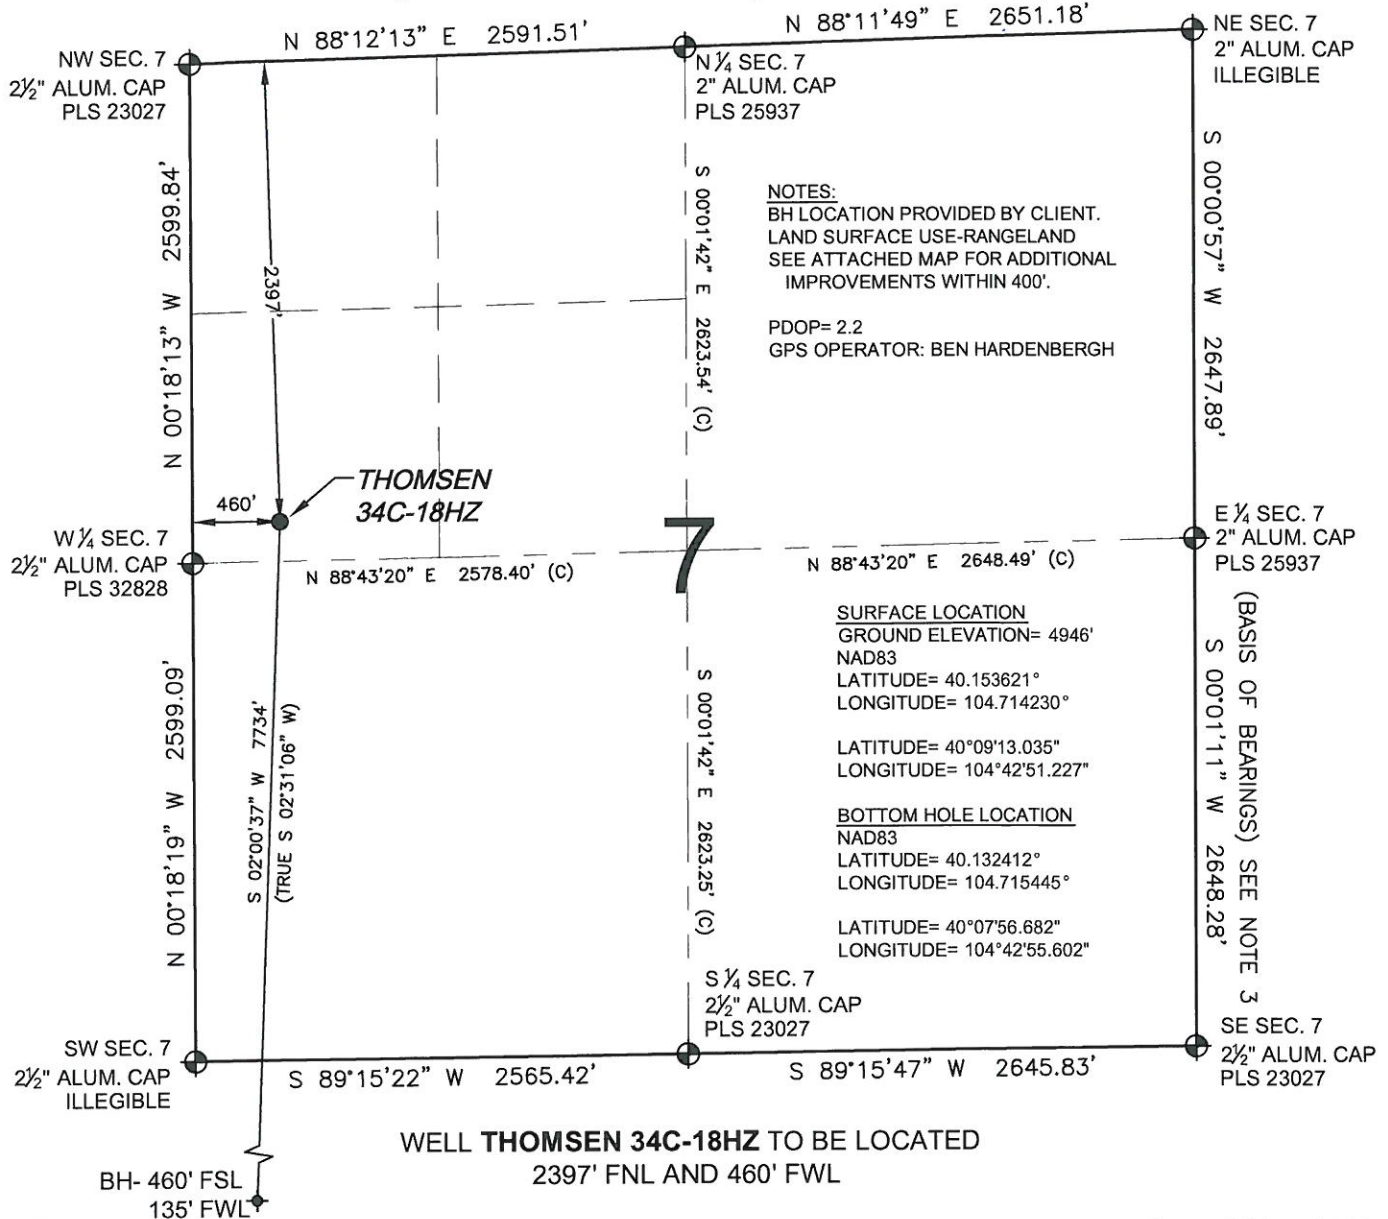 N 88°12'13" E 2591.51'
N 88°11'49" E 2651.18'
NW SEC. 7
2½" ALUM. CAP
PLS 23027
N ¼ SEC. 7
2" ALUM. CAP
PLS 25937
NE SEC. 7
2" ALUM. CAP
ILLEGIBLE
N 00°18'13" W 2599.84'
2397'
S 00°01'42" E 2623.54' (C)
NOTES:
BH LOCATION PROVIDED BY CLIENT.
LAND SURFACE USE-RANGELAND
SEE ATTACHED MAP FOR ADDITIONAL
IMPROVEMENTS WITHIN 400'.
PDOP= 2.2
GPS OPERATOR: BEN HARDENBERGH
S 00°00'57" W 2647.89'
THOMSEN
34C-18HZ
460'
7
W ¼ SEC. 7
2½" ALUM. CAP
PLS 32828
N 88°43'20" E 2578.40' (C)
N 88°43'20" E 2648.49' (C)
E ¼ SEC. 7
2" ALUM. CAP
PLS 25937
N 00°18'19" W 2599.09'
S 02°00'37" W 7734'
(TRUE S 02°31'06" W)
S 00°01'42" E 2623.25' (C)
SURFACE LOCATION
GROUND ELEVATION= 4946'
NAD83
LATITUDE= 40.153621°
LONGITUDE= 104.714230°
LATITUDE= 40°09'13.035"
LONGITUDE= 104°42'51.227"
BOTTOM HOLE LOCATION
NAD83
LATITUDE= 40.132412°
LONGITUDE= 104.715445°
LATITUDE= 40°07'56.682"
LONGITUDE= 104°42'55.602"
S 00°01'11" W 2648.28'
(BASIS OF BEARINGS) SEE NOTE 3
S ¼ SEC. 7
2½" ALUM. CAP
PLS 23027
SW SEC. 7
2½" ALUM. CAP
ILLEGIBLE
S 89°15'22" W 2565.42'
S 89°15'47" W 2645.83'
SE SEC. 7
2½" ALUM. CAP
PLS 23027
WELL THOMSEN 34C-18HZ TO BE LOCATED
2397' FNL AND 460' FWL
BH- 460' FSL
135' FWL